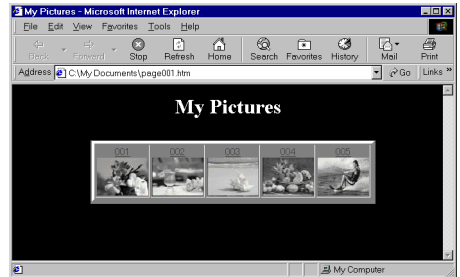 My Pictures - Microsoft Internet Explorer
File Edit View Favorites Tools Help
Back Forward Stop Refresh Home Search Favorites History Mail Print
Address C:\My Documents\page001.htm Go Links »
My Pictures
001 002 003 004 005
My Computer